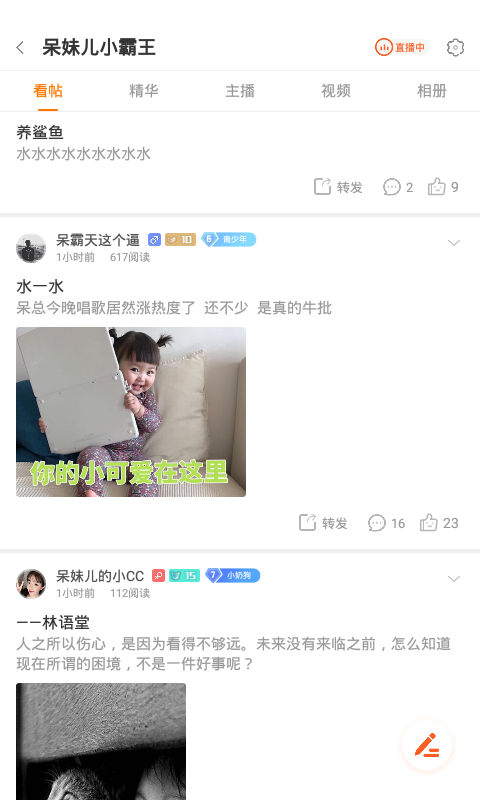 呆妹儿小霸王
直播中
看帖 精华 主播 视频 相册
养鲨鱼
水水水水水水水水水
转发 2 9
呆霸天这个逼 10 6 青少年
1小时前 617阅读
水一水
呆总今晚唱歌居然涨热度了 还不少 是真的牛批
你的小可爱在这里
转发 16 23
呆妹儿的小CC 15 7 小奶狗
1小时前 112阅读
——林语堂
人之所以伤心，是因为看得不够远。未来没有来临之前，怎么知道
现在所谓的困境，不是一件好事呢？